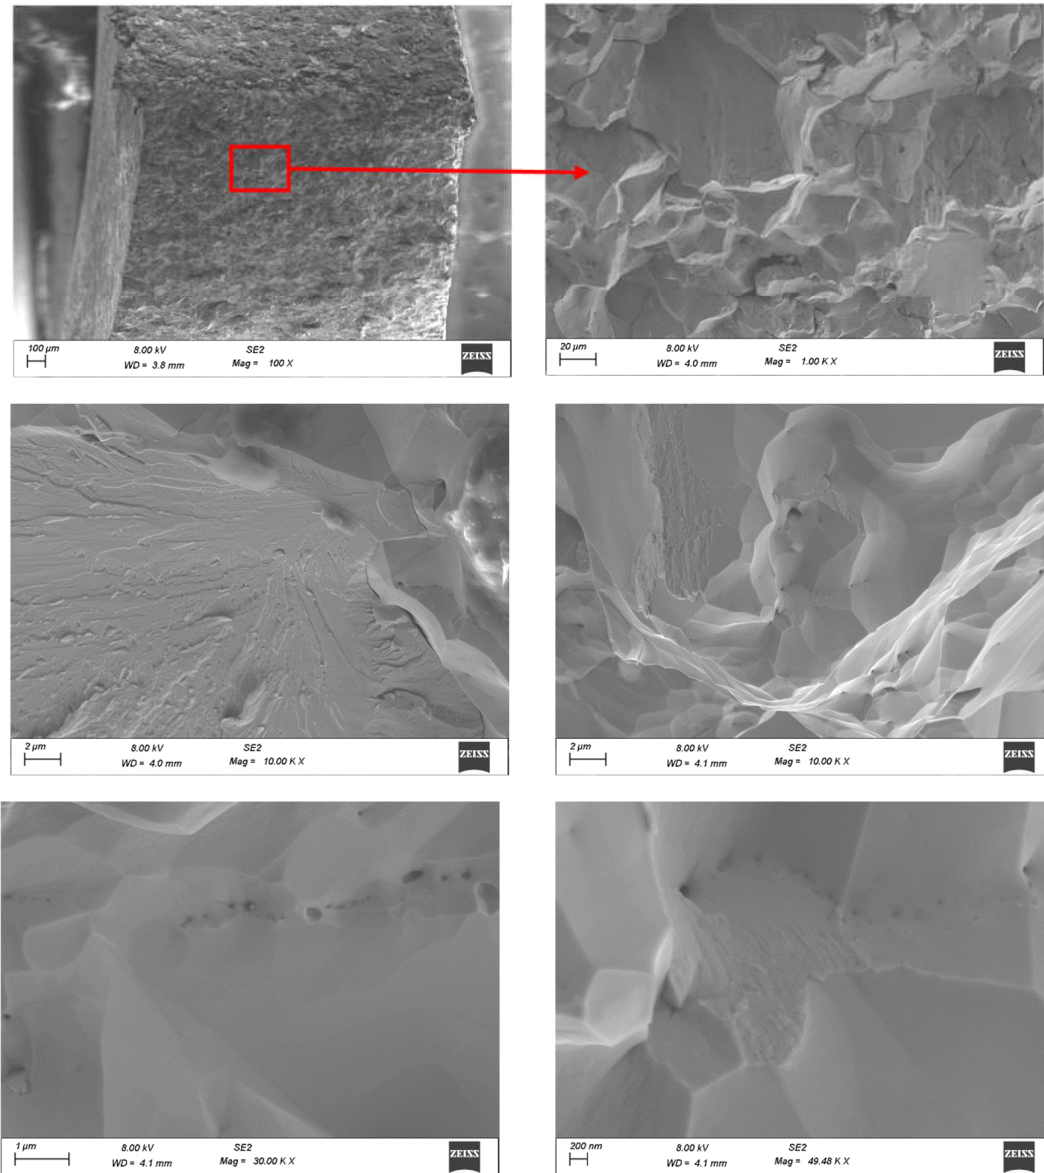 100 µm 8.00 kV SE2 ZEISS
WD = 3.8 mm Mag = 100 X
20 µm 8.00 kV SE2 ZEISS
WD = 4.0 mm Mag = 1.00 K X
2 µm 8.00 kV SE2 ZEISS
WD = 4.0 mm Mag = 10.00 K X
2 µm 8.00 kV SE2 ZEISS
WD = 4.1 mm Mag = 10.00 K X
1 µm 8.00 kV SE2 ZEISS
WD = 4.1 mm Mag = 30.00 K X
200 nm 8.00 kV SE2 ZEISS
WD = 4.1 mm Mag = 49.48 K X